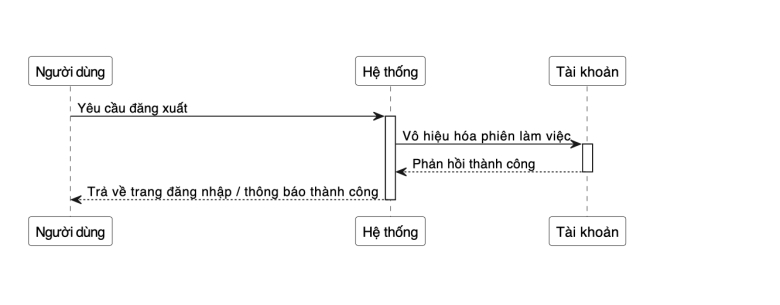 Người dùng
Hệ thống
Tài khoản
Yêu cầu đăng xuất
Vô hiệu hóa phiên làm việc
Phản hồi thành công
Trả về trang đăng nhập / thông báo thành công
Người dùng
Hệ thống
Tài khoản